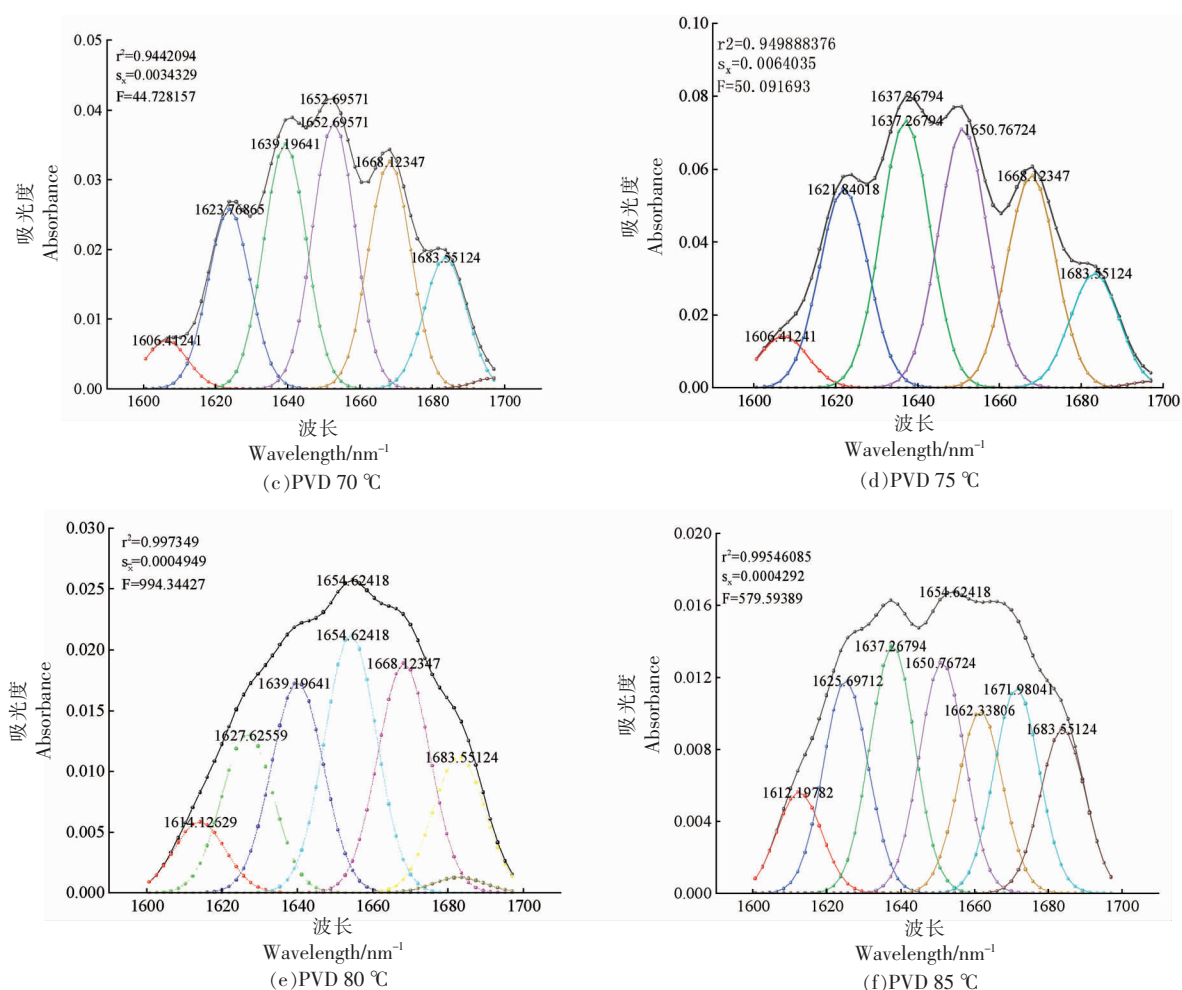 0.05
0.04
0.03
0.02
0.01
0.00
吸光度
Absorbance
r²=0.9442094
sₓ=0.0034329
F=44.728157
1606.41241
1623.76865
1639.19641
1652.69571
1652.69571
1668.12347
1683.55124
1600 1620 1640 1660 1680 1700
波长
Wavelength/nm⁻¹
(c)PVD 70 ℃
0.10
0.08
0.06
0.04
0.02
0.00
吸光度
Absorbance
r2=0.949888376
sₓ=0.0064035
F=50.091693
1606.41241
1621.84018
1637.26794
1637.26794
1650.76724
1668.12347
1683.55124
1600 1620 1640 1660 1680 1700
波长
Wavelength/nm⁻¹
(d)PVD 75 ℃
0.030
0.025
0.020
0.015
0.010
0.005
0.000
吸光度
Absorbance
r²=0.997349
sₓ=0.0004949
F=994.34427
1614.12629
1627.62559
1639.19641
1654.62418
1654.62418
1668.12347
1683.55124
1600 1620 1640 1660 1680 1700
波长
Wavelength/nm⁻¹
(e)PVD 80 ℃
0.020
0.016
0.012
0.008
0.004
0.000
吸光度
Absorbance
r²=0.99546085
sₓ=0.0004292
F=579.59389
1612.19782
1625.69712
1637.26794
1650.76724
1654.62418
1662.33806
1671.98041
1683.55124
1600 1620 1640 1660 1680 1700
波长
Wavelength/nm⁻¹
(f)PVD 85 ℃